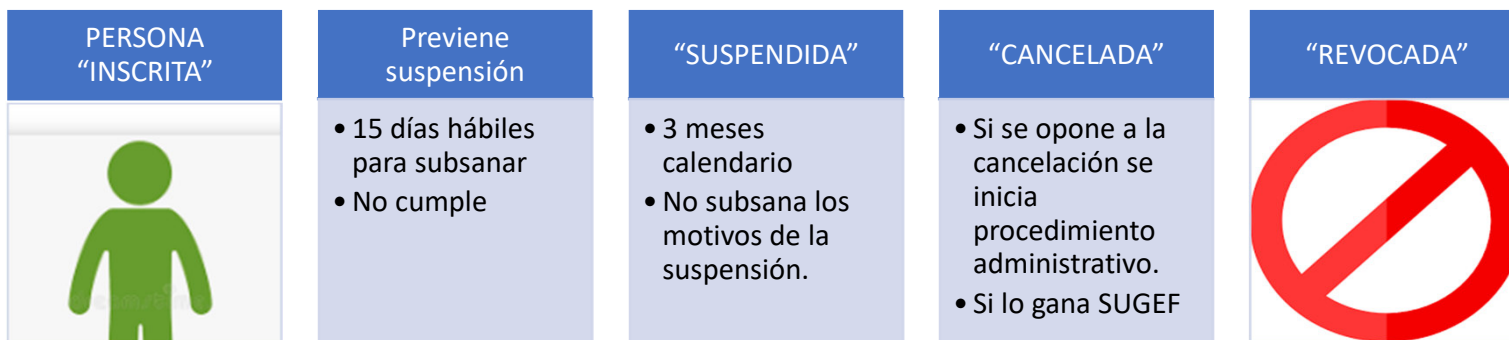 PERSONA
“INSCRITA”
Previene
suspensión
• 15 días hábiles
para subsanar
• No cumple
“SUSPENDIDA”
• 3 meses
calendario
• No subsana los
motivos de la
suspensión.
“CANCELADA”
• Si se opone a la
cancelación se
inicia
procedimiento
administrativo.
• Si lo gana SUGEF
“REVOCADA”